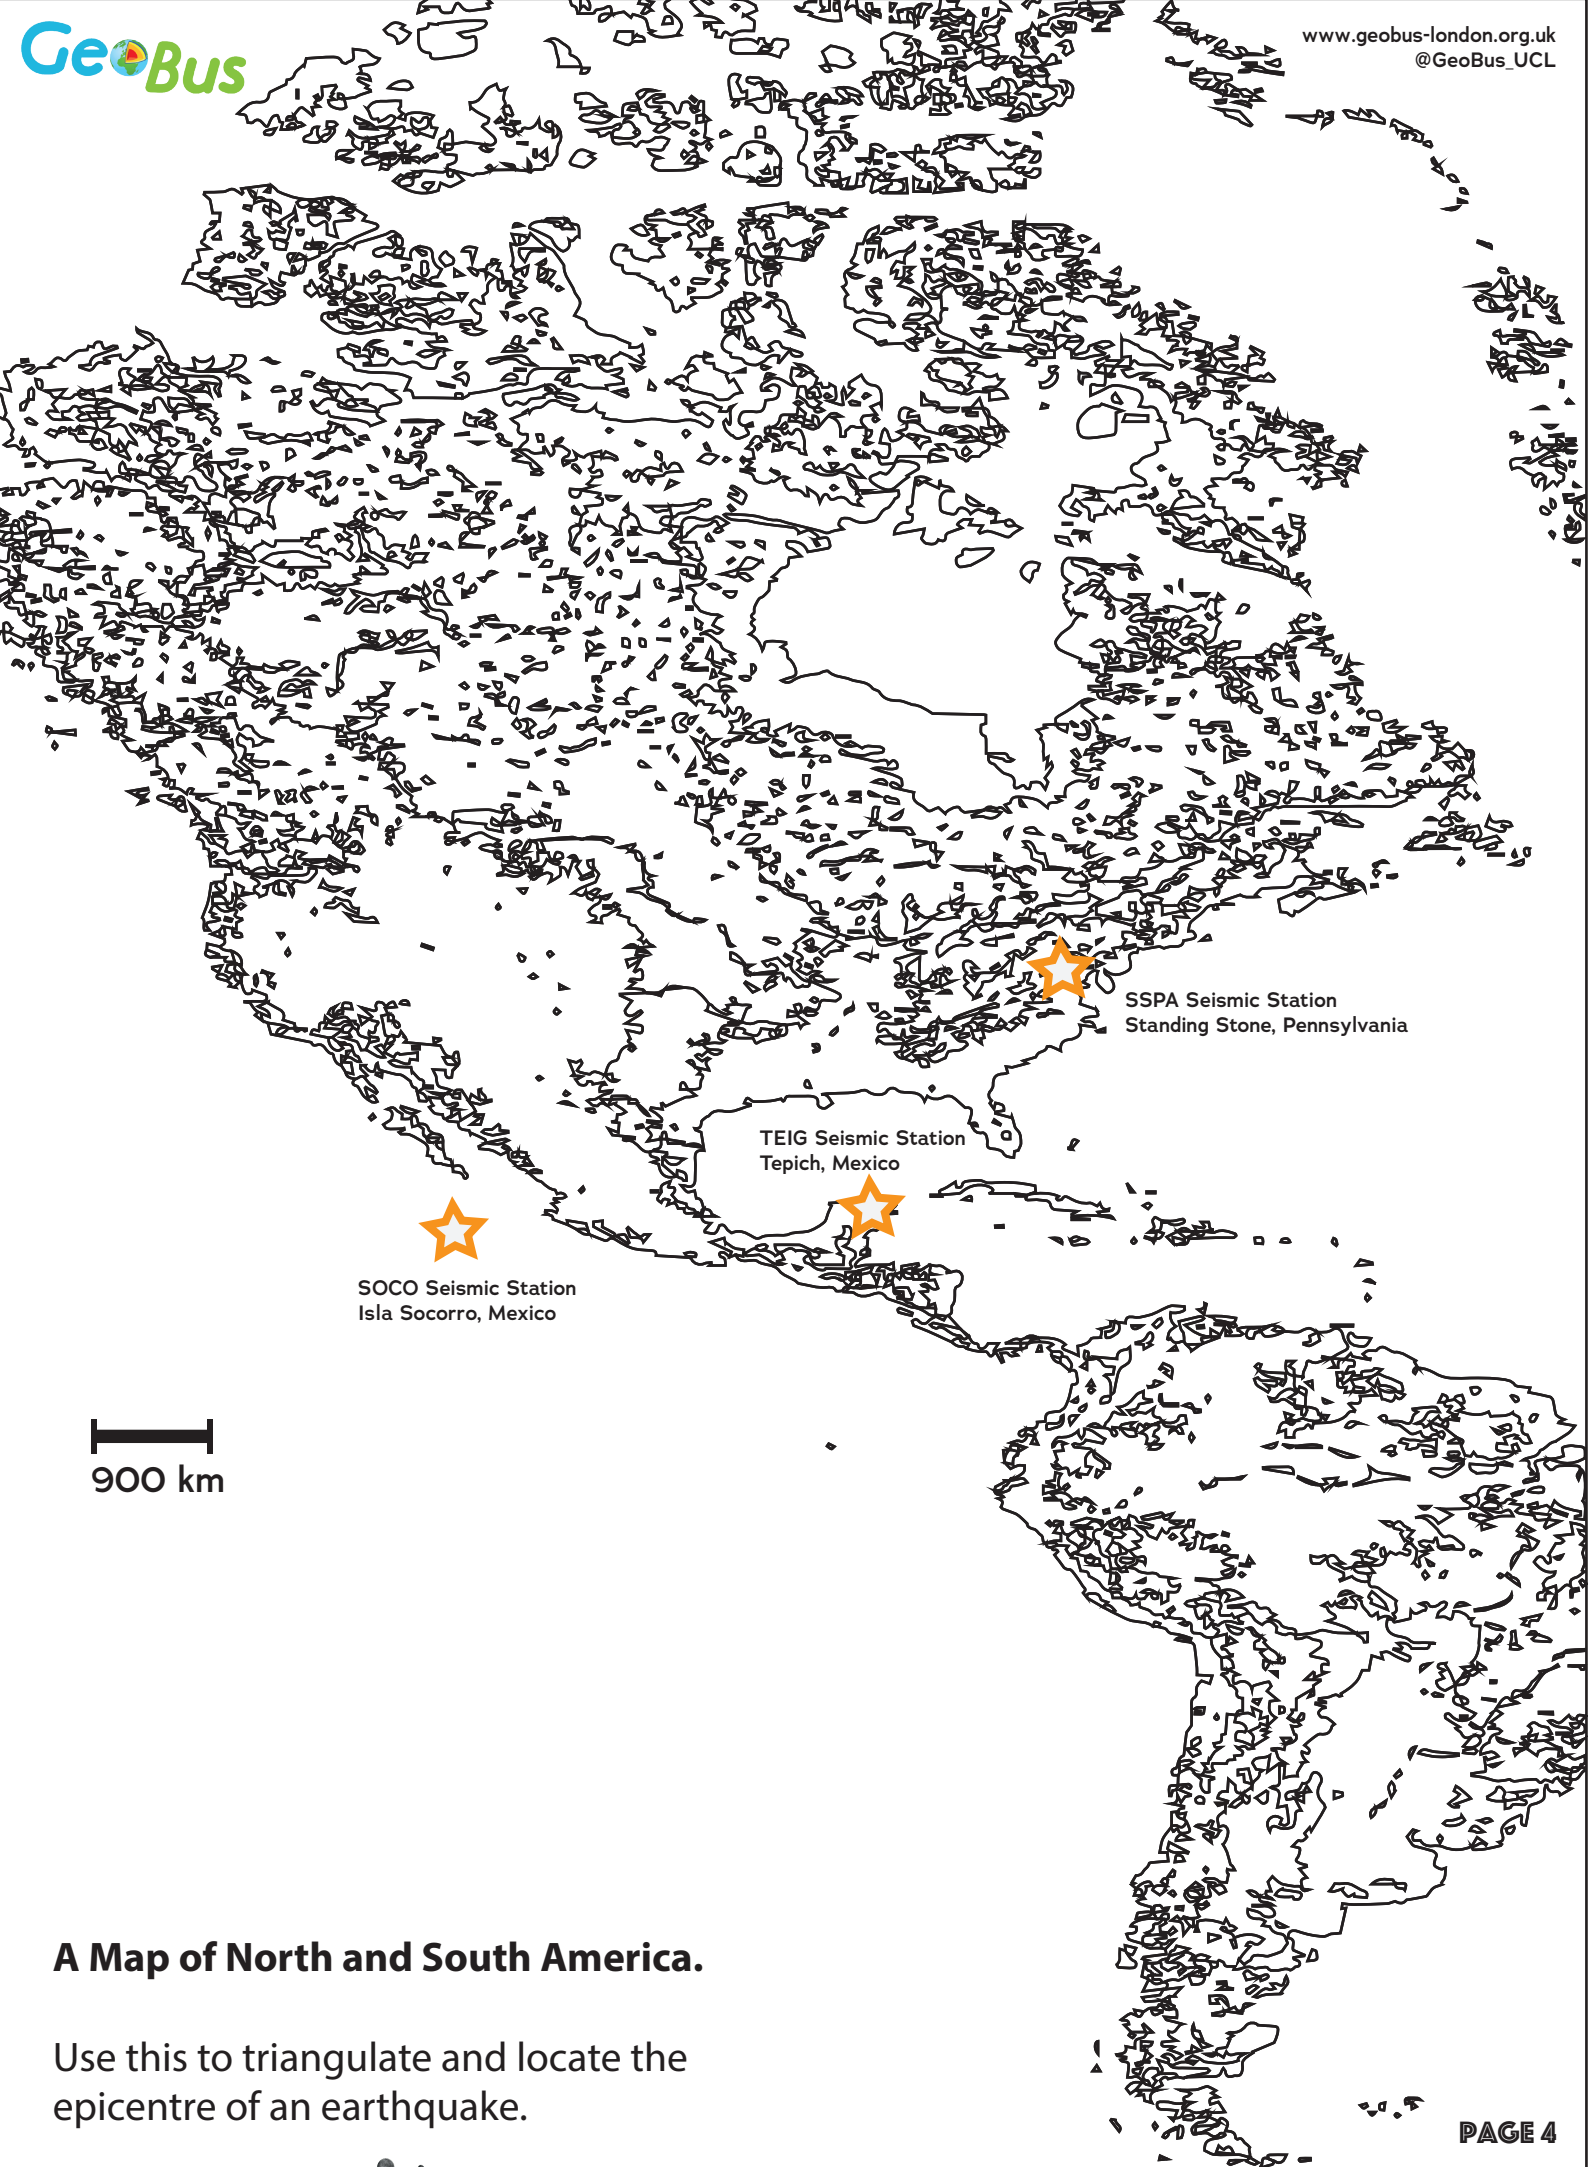 GeoBus
www.geobus-london.org.uk
@GeoBus_UCL
SSPA Seismic Station
Standing Stone, Pennsylvania
TEIG Seismic Station
Tepich, Mexico
SOCO Seismic Station
Isla Socorro, Mexico
900 km
A Map of North and South America.
Use this to triangulate and locate the
epicentre of an earthquake.
PAGE 4